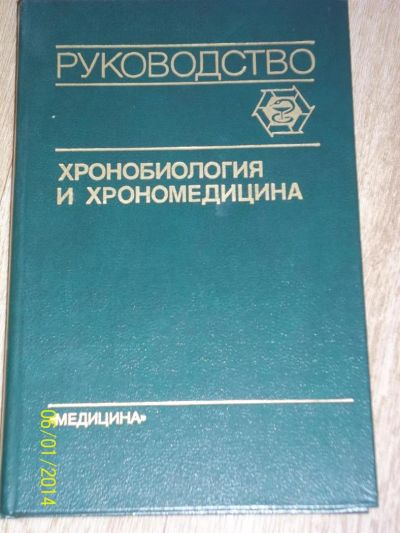 РУКОВОДСТВО
ХРОНОБИОЛОГИЯ
И ХРОНОМЕДИЦИНА
«МЕДИЦИНА»
06/01/2014